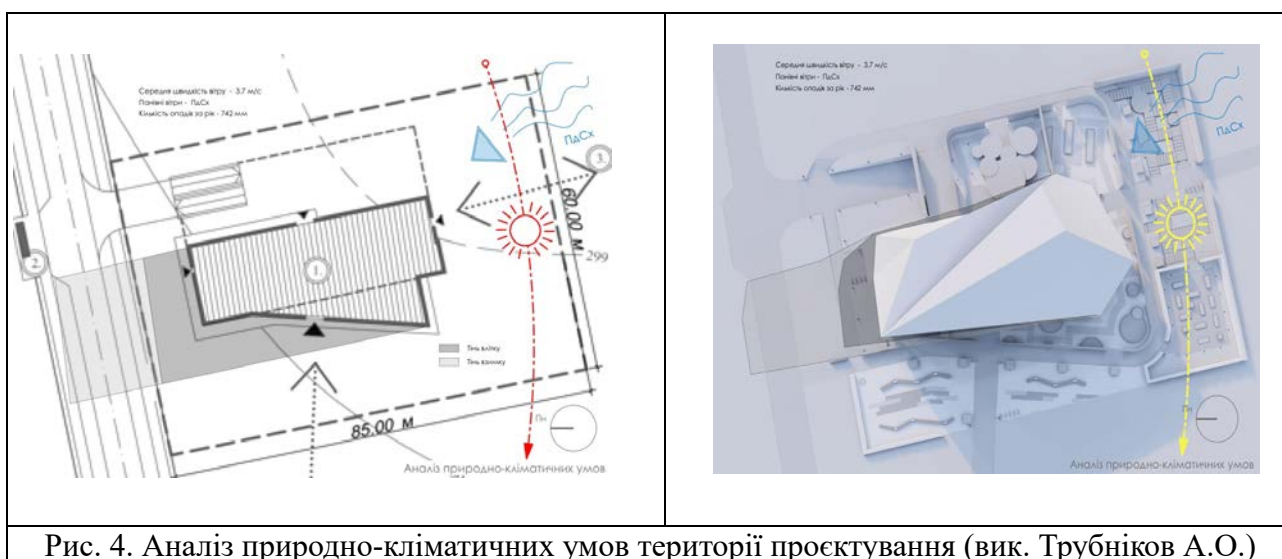 Середня швидкість вітру - 3.7 м/с
Панівні вітри - ПдСх
Кількість опадів за рік - 742 мм
ПдСх
3.
60.00 м
2.
1.
299
Тінь влітку
Тінь взимку
Пн
85.00 м
Аналіз природно-кліматичних умов
Середня швидкість вітру - 3.7 м/с
Панівні вітри - ПдСх
Кількість опадів за рік - 742 мм
ПдСх
Пн
Аналіз природно-кліматичних умов
Рис. 4. Аналіз природно-кліматичних умов території проєктування (вик. Трубніков А.О.)